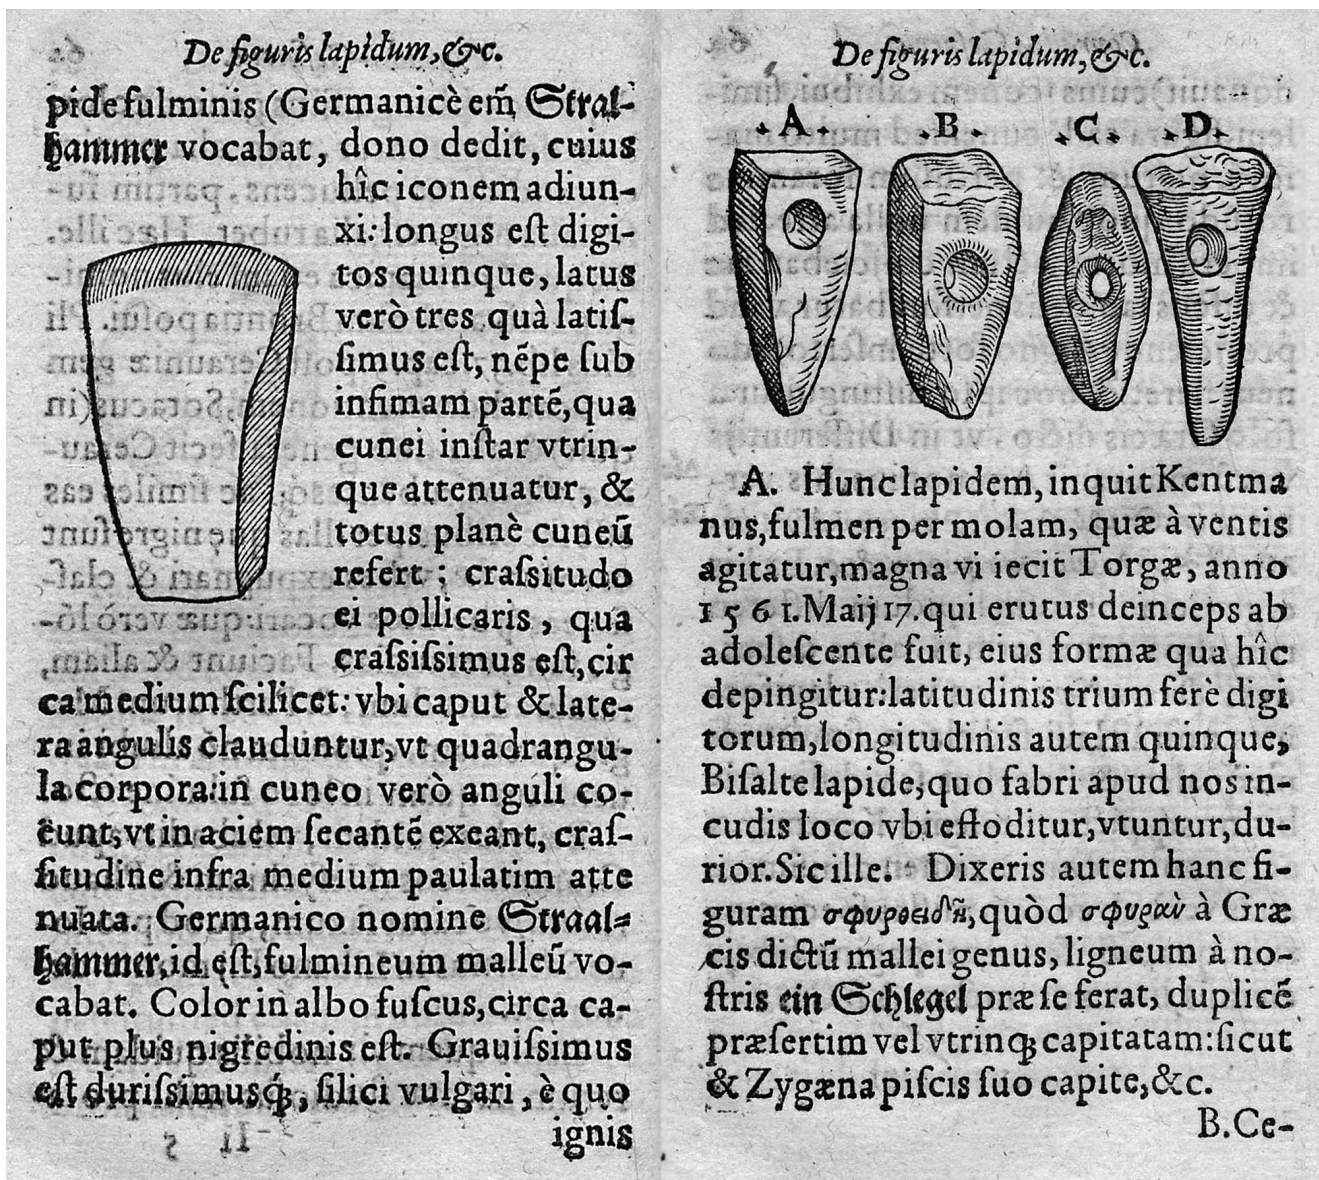 De figuris lapidum, &c.
pide fulminis (Germanicè em̃ Stral-
hammer vocabat, dono dedit, cuius
hîc iconem adiun-
xi: longus eſt digi-
tos quinque, latus
verò tres quà latiſ-
ſimus eſt, nẽpe ſub
infimam partẽ, qua
cunei inſtar vtrin-
que attenuatur, &
totus planè cuneũ
refert ; craſsitudo
ei pollicaris, qua
craſsiſsimus eſt, cir
ca medium ſcilicet: vbi caput & late-
ra angulis clauduntur, vt quadrangu-
la corpora: in cuneo verò anguli co-
ëunt, vt in aciem ſecantẽ exeant, craſ-
ſitudine infra medium paulatim atte
nuata. Germanico nomine Straal-
hammer, id eſt, fulmineum malleũ vo-
cabat. Color in albo fuſcus, circa ca-
put plus nigredinis eſt. Grauiſsimus
eſt duriſsimusq́ꝫ, ſilici vulgari, è quo
ignis
De figuris lapidum, &c.
A. B. C. D.
A. Hunc lapidem, inquit Kentma
nus, fulmen per molam, quæ à ventis
agitatur, magna vi iecit Torgæ, anno
1561. Maij 17. qui erutus deinceps ab
adoleſcente fuit, eius formæ qua hîc
depingitur: latitudinis trium ferè digi
torum, longitudinis autem quinque,
Biſalte lapide, quo fabri apud nos in-
cudis loco vbi effoditur, vtuntur, du-
rior. Sic ille. Dixeris autem hanc fi-
guram σφυροειδῆ, quòd σφυραὺ à Græ
cis dictũ mallei genus, ligneum à no-
ſtris ein Schlegel præ ſe ferat, duplicẽ
præſertim vel vtrinqꝫ capitatam: ſicut
& Zygæna piſcis ſuo capite, &c.
B. Ce-